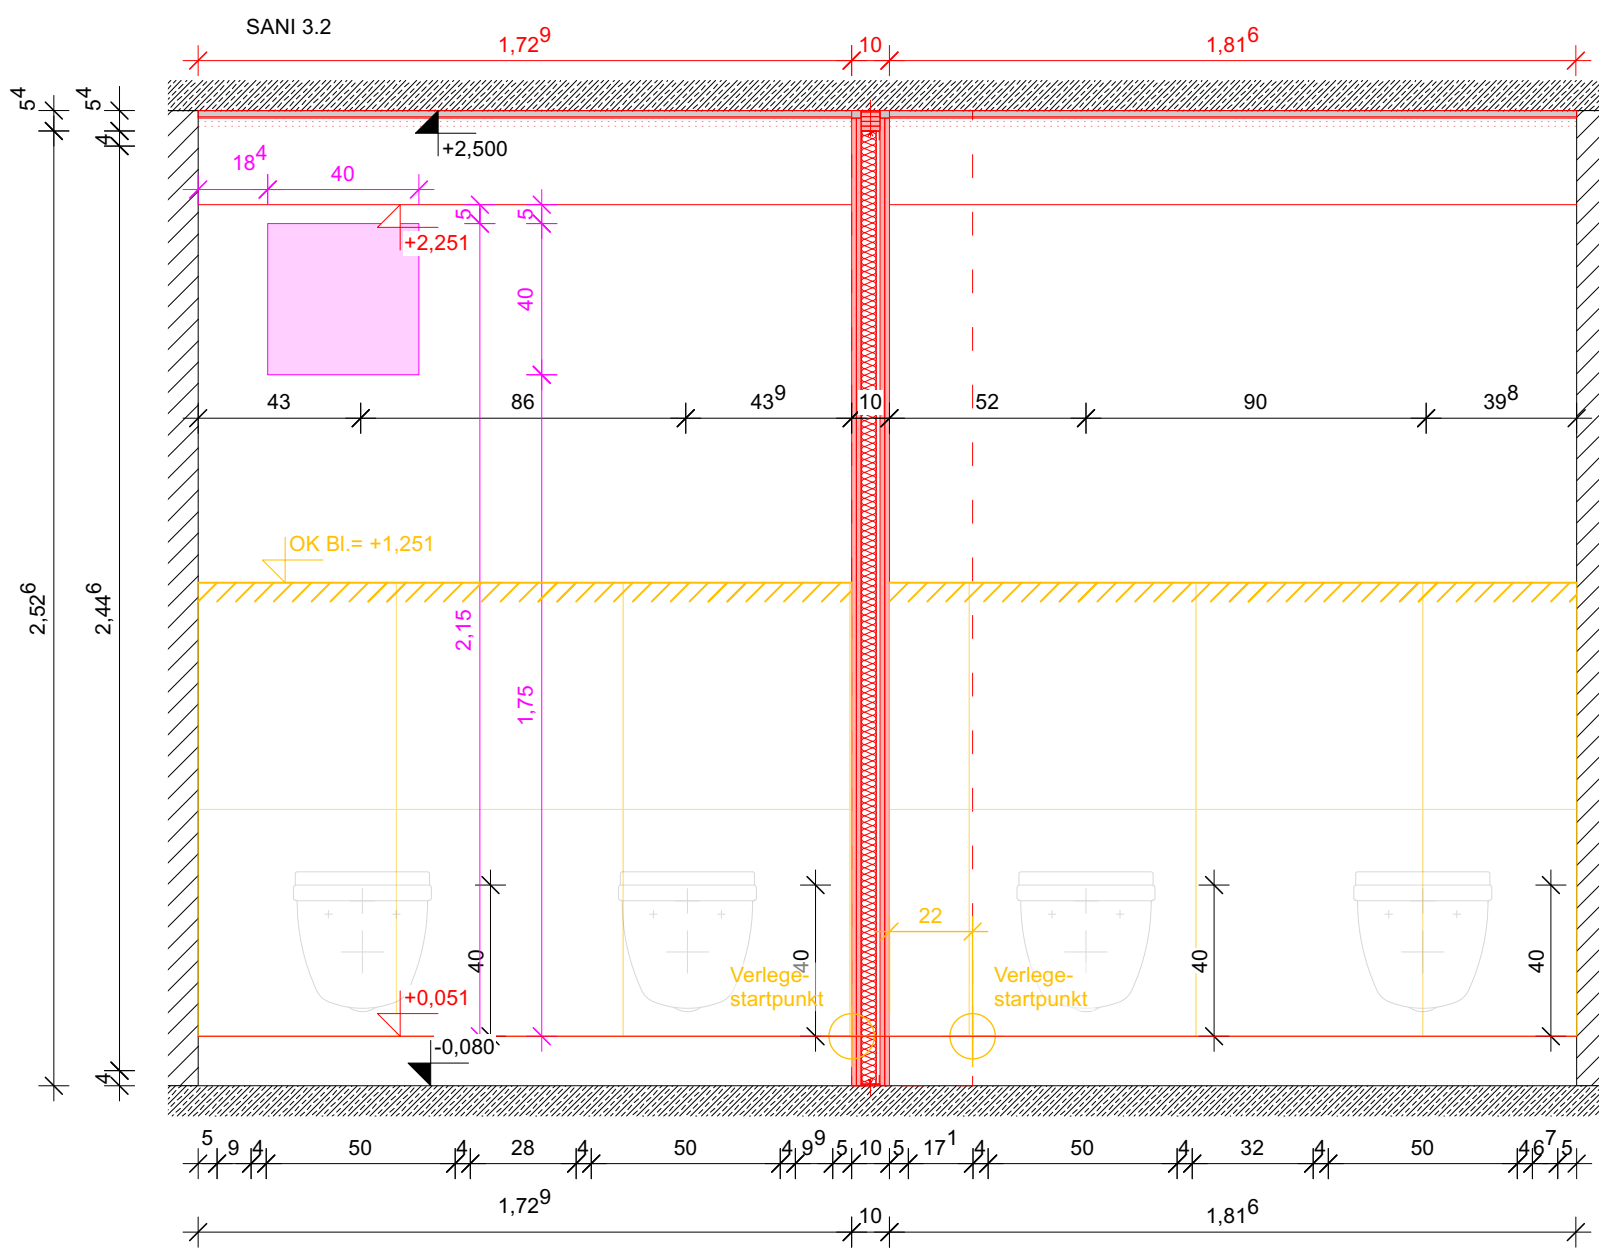 SANI 3.2
1,72⁹ 10 1,81⁶
5⁴ 5⁴
4
+2,500
18⁴ 40
5 5
+2,251
40
43 86 43⁹ 10 52 90 39⁸
OK Bl.= +1,251
2,52⁶ 2,44⁶
2,15
1,75
22
40 40 40 40
Verlege-
startpunkt
Verlege-
startpunkt
+0,051
-0,080
4
5 9 4 50 4 28 4 50 4 9⁹ 5 10 5 17¹ 4 50 4 32 4 50 4 6⁷ 5
1,72⁹ 10 1,81⁶